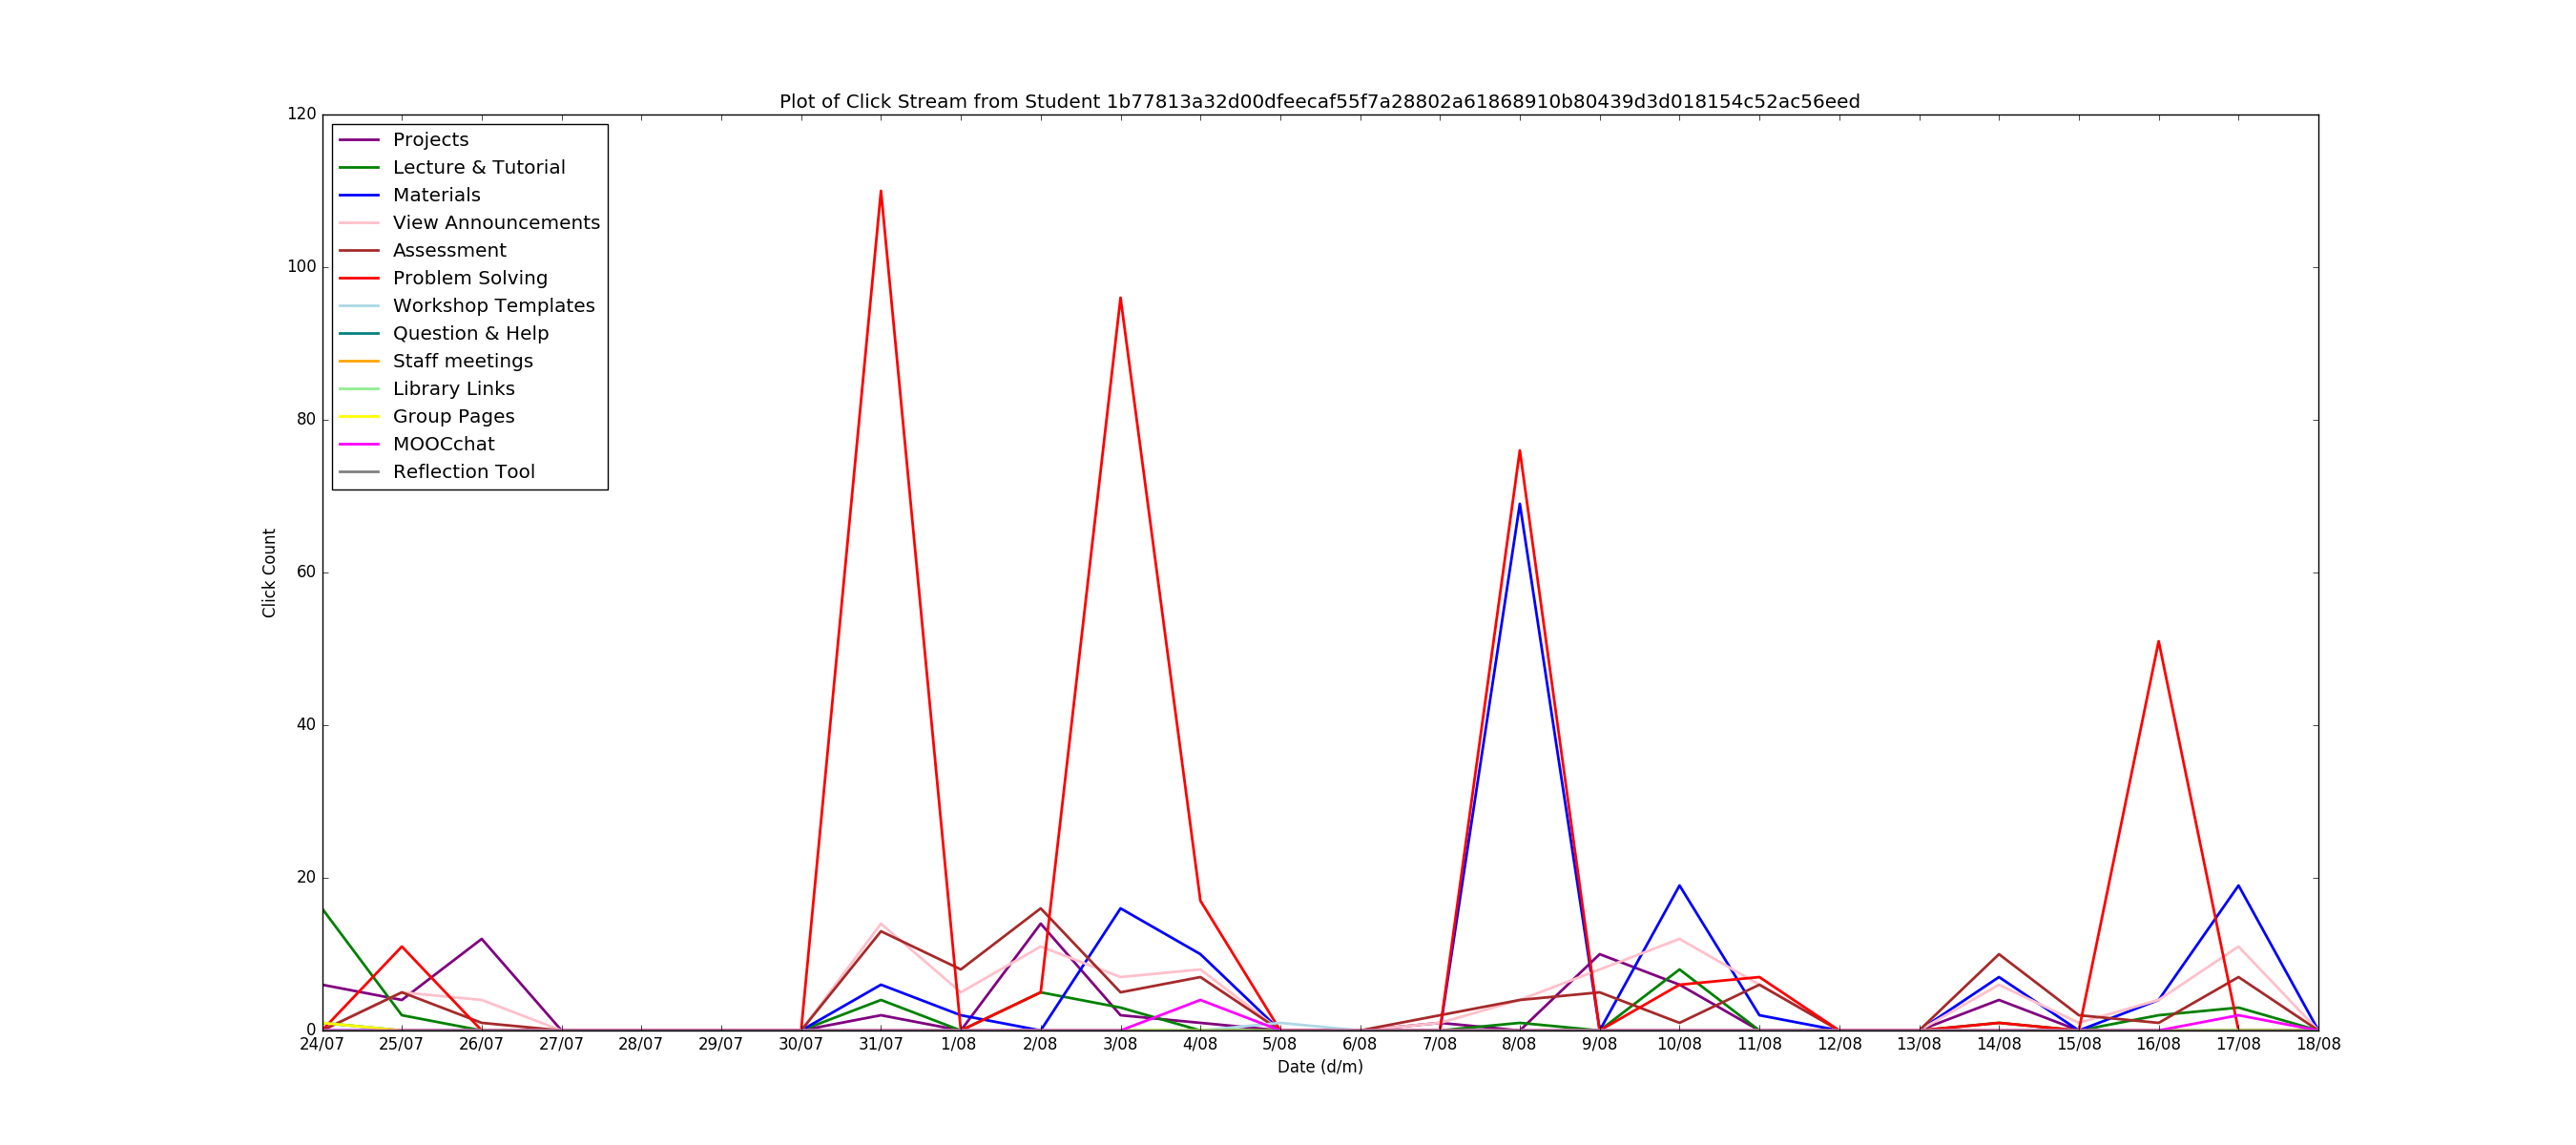 Plot of Click Stream from Student 1b77813a32d00dfeecaf55f7a28802a61868910b80439d3d018154c52ac56eed
120
100
80
60
40
20
0
Click Count
Projects
Lecture & Tutorial
Materials
View Announcements
Assessment
Problem Solving
Workshop Templates
Question & Help
Staff meetings
Library Links
Group Pages
MOOCchat
Reflection Tool
24/07 25/07 26/07 27/07 28/07 29/07 30/07 31/07 1/08 2/08 3/08 4/08 5/08 6/08 7/08 8/08 9/08 10/08 11/08 12/08 13/08 14/08 15/08 16/08 17/08 18/08
Date (d/m)